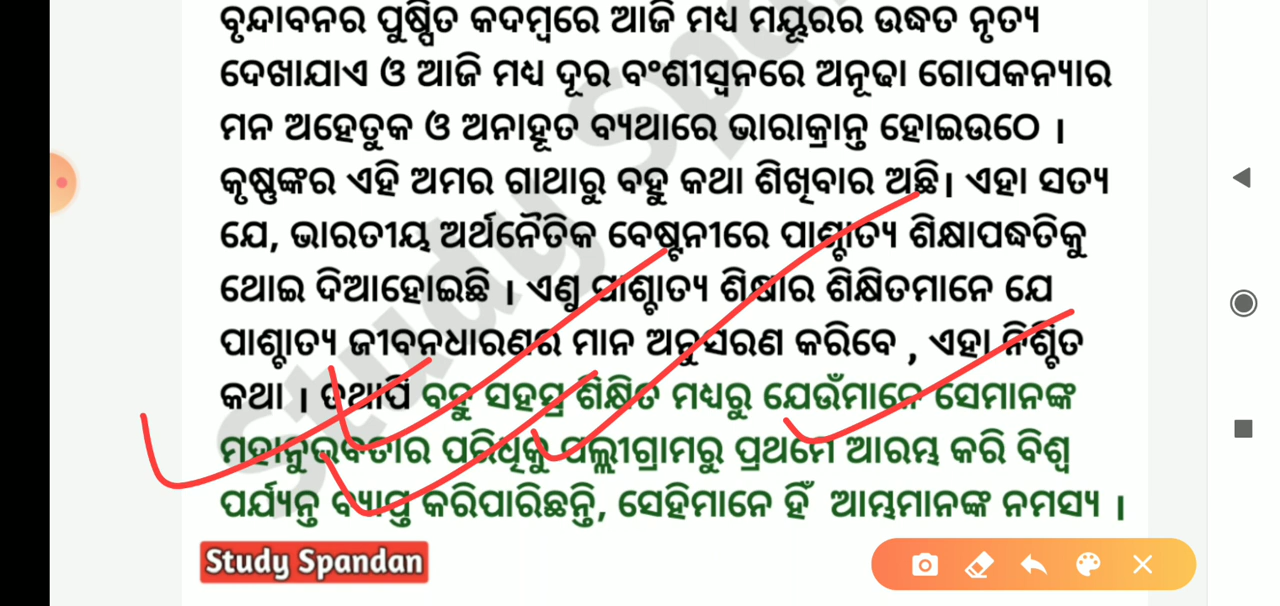 ବୃନ୍ଦାବନର ପୁଷ୍ପିତ କଦମ୍ବରେ ଆଜି ମଧ୍ୟ ମୟୂରର ଉଦ୍ଧତ ନୃତ୍ୟ
ଦେଖାଯାଏ ଓ ଆଜି ମଧ୍ୟ ଦୂର ବଂଶୀସ୍ୱନରେ ଅନୂଢା ଗୋପକନ୍ୟାର
ମନ ଅହେତୁକ ଓ ଅନାହୂତ ବ୍ୟଥାରେ ଭାରାକ୍ରାନ୍ତ ହୋଇଉଠେ ।
କୃଷ୍ଣଙ୍କର ଏହି ଅମର ଗାଥାରୁ ବହୁ କଥା ଶିଖିବାର ଅଛି। ଏହା ସତ୍ୟ
ଯେ, ଭାରତୀୟ ଅର୍ଥନୈତିକ ବେଷ୍ଟନୀରେ ପାଶ୍ଚାତ୍ୟ ଶିକ୍ଷାପଦ୍ଧତିକୁ
ଥୋଇ ଦିଆହୋଇଛି । ଏଣୁ ପାଶ୍ଚାତ୍ୟ ଶିକ୍ଷାର ଶିକ୍ଷିତମାନେ ଯେ
ପାଶ୍ଚାତ୍ୟ ଜୀବନଧାରଣର ମାନ ଅନୁସରଣ କରିବେ , ଏହା ନିଶ୍ଚିତ
କଥା । ତଥାପି ବହୁ ସହସ୍ର ଶିକ୍ଷିତ ମଧ୍ୟରୁ ଯେଉଁମାନେ ସେମାନଙ୍କ
ମହାନୁଭବତାର ପରିଧିକୁ ପଲ୍ଲୀଗ୍ରାମରୁ ପ୍ରଥମେ ଆରମ୍ଭ କରି ବିଶ୍ୱ
ପର୍ଯ୍ୟନ୍ତ ବ୍ୟାପ୍ତ କରିପାରିଛନ୍ତି, ସେହିମାନେ ହିଁ ଆମ୍ଭମାନଙ୍କ ନମସ୍ୟ ।
Study Spandan